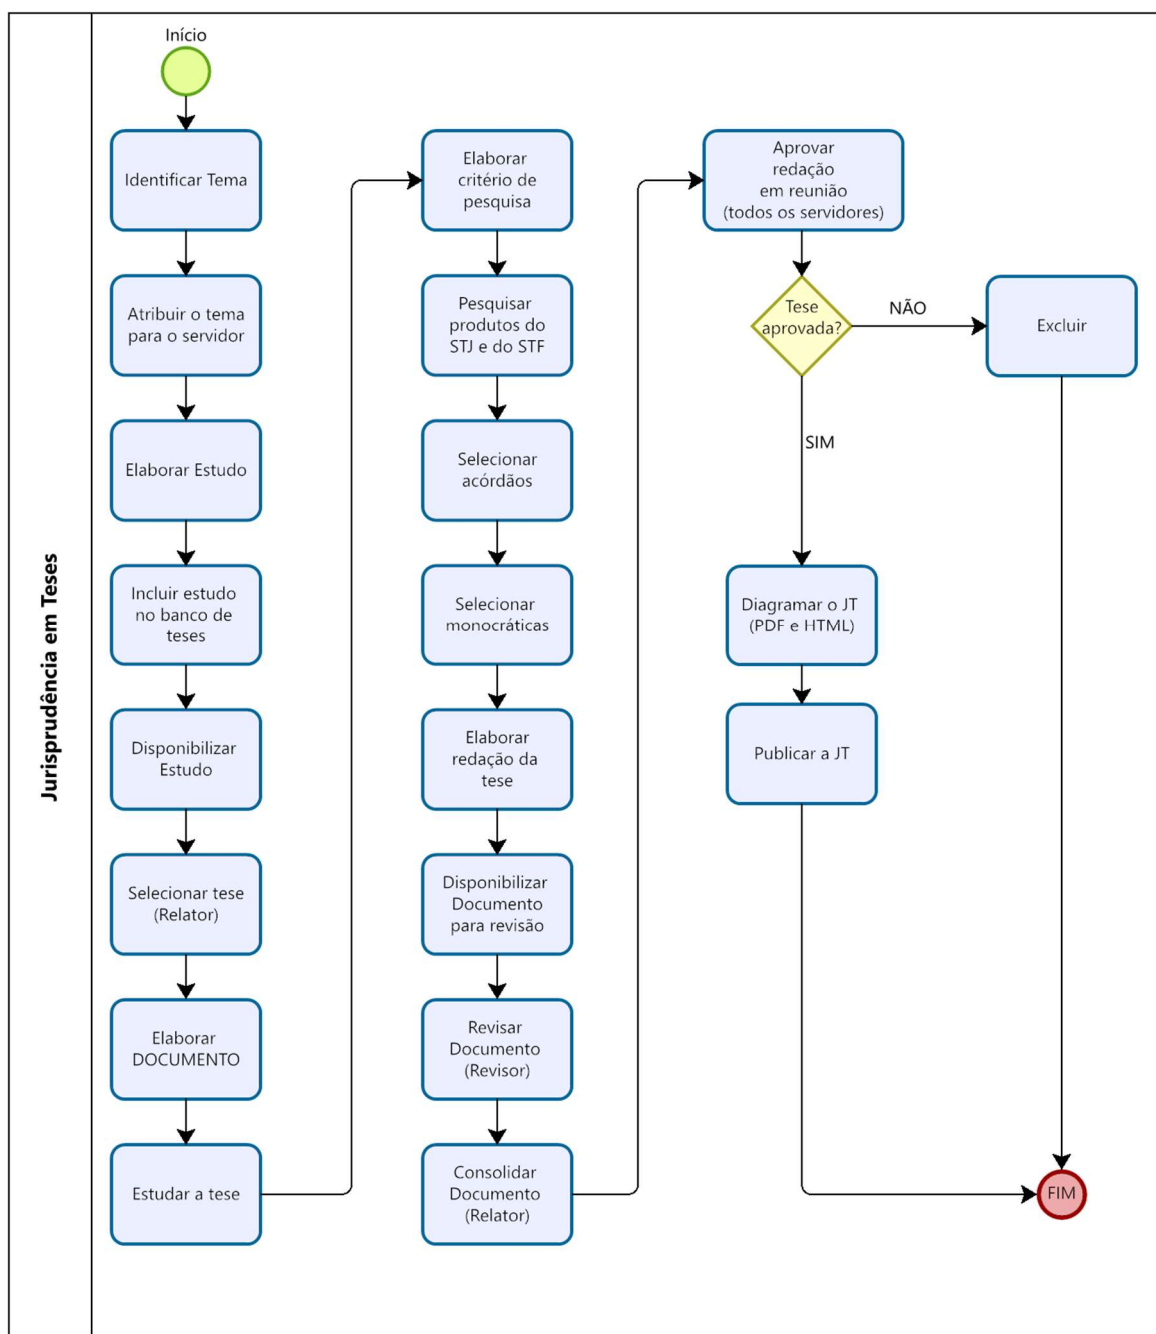 Jurisprudência em Teses
Início
Identificar Tema
Atribuir o tema
para o servidor
Elaborar Estudo
Incluir estudo
no banco de
teses
Disponibilizar
Estudo
Selecionar tese
(Relator)
Elaborar
DOCUMENTO
Estudar a tese
Elaborar
critério de
pesquisa
Pesquisar
produtos do
STJ e do STF
Selecionar
acórdãos
Selecionar
monocráticas
Elaborar
redação da
tese
Disponibilizar
Documento
para revisão
Revisar
Documento
(Revisor)
Consolidar
Documento
(Relator)
Aprovar
redação
em reunião
(todos os servidores)
Tese
aprovada?
NÃO
Excluir
SIM
Diagramar o JT
(PDF e HTML)
Publicar a JT
FIM